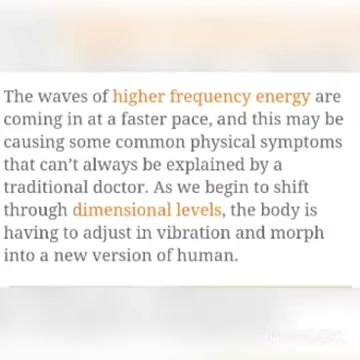 The waves of higher frequency energy are
coming in at a faster pace, and this may be
causing some common physical symptoms
that can't always be explained by a
traditional doctor. As we begin to shift
through dimensional levels, the body is
having to adjust in vibration and morph
into a new version of human.